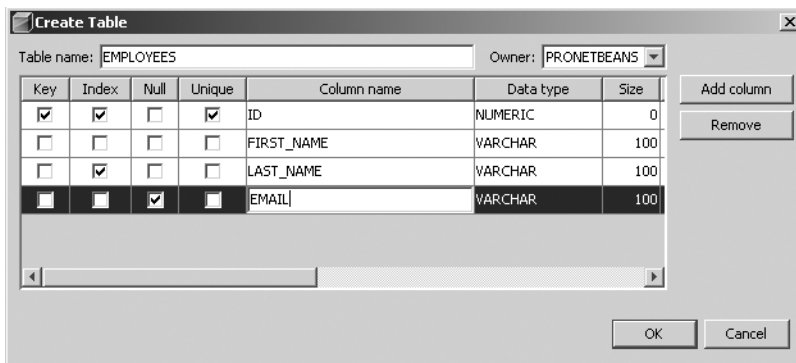 Create Table
Table name: EMPLOYEES Owner: PRONETBEANS
Key Index Null Unique Column name Data type Size Add column
ID NUMERIC 0 Remove
FIRST_NAME VARCHAR 100
LAST_NAME VARCHAR 100
EMAIL VARCHAR 100
OK Cancel